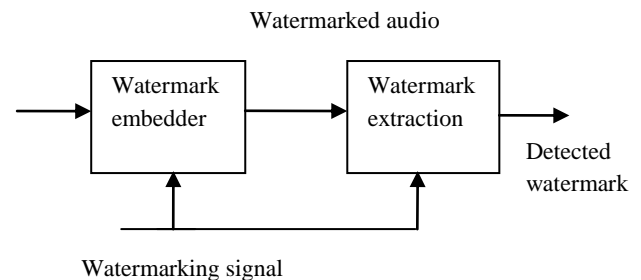 Watermarked audio
Watermark
embedder
Watermark
extraction
Detected
watermark
Watermarking signal